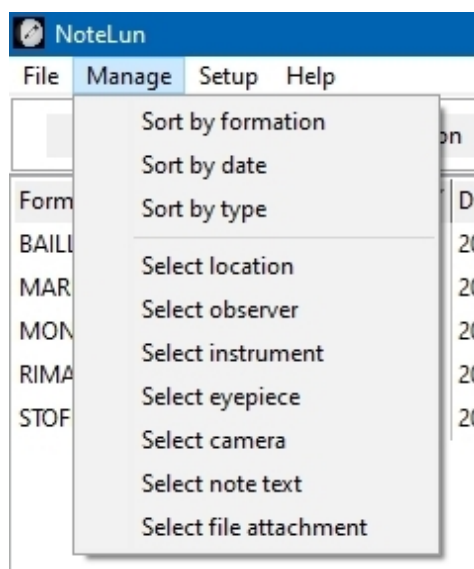 NoteLun
File Manage Setup Help
Sort by formation
Sort by date
Sort by type
Select location
Select observer
Select instrument
Select eyepiece
Select camera
Select note text
Select file attachment